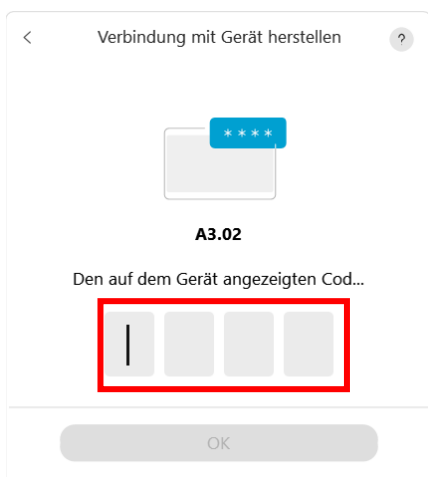 Verbindung mit Gerät herstellen ?
* * * *
A3.02
Den auf dem Gerät angezeigten Cod...
OK